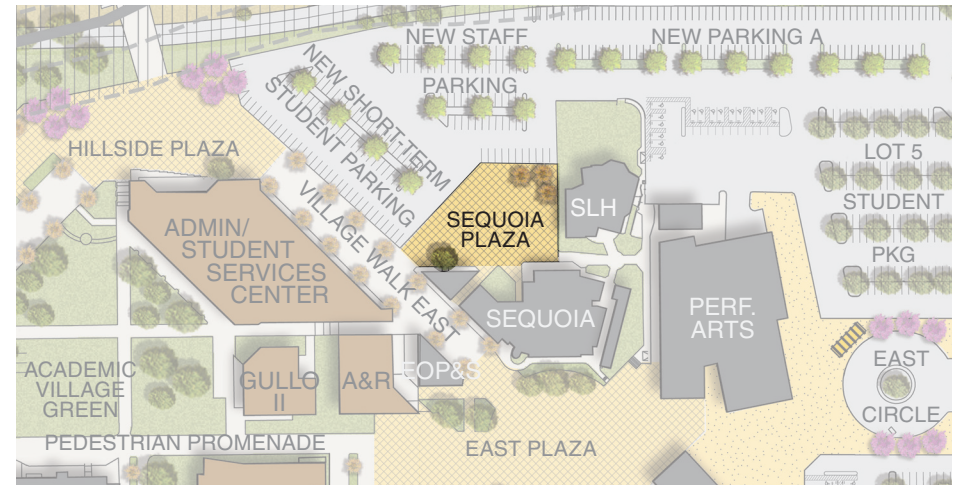 NEW STAFF
PARKING
NEW PARKING A
NEW SHORT-TERM
STUDENT PARKING
HILLSIDE PLAZA
LOT 5
STUDENT
PKG
SLH
SEQUOIA
PLAZA
ADMIN/
STUDENT
SERVICES
CENTER
VILLAGE WALK EAST
SEQUOIA
PERF.
ARTS
EAST
CIRCLE
ACADEMIC
VILLAGE
GREEN
GULLO
II
A&R
EOP&S
PEDESTRIAN PROMENADE
EAST PLAZA